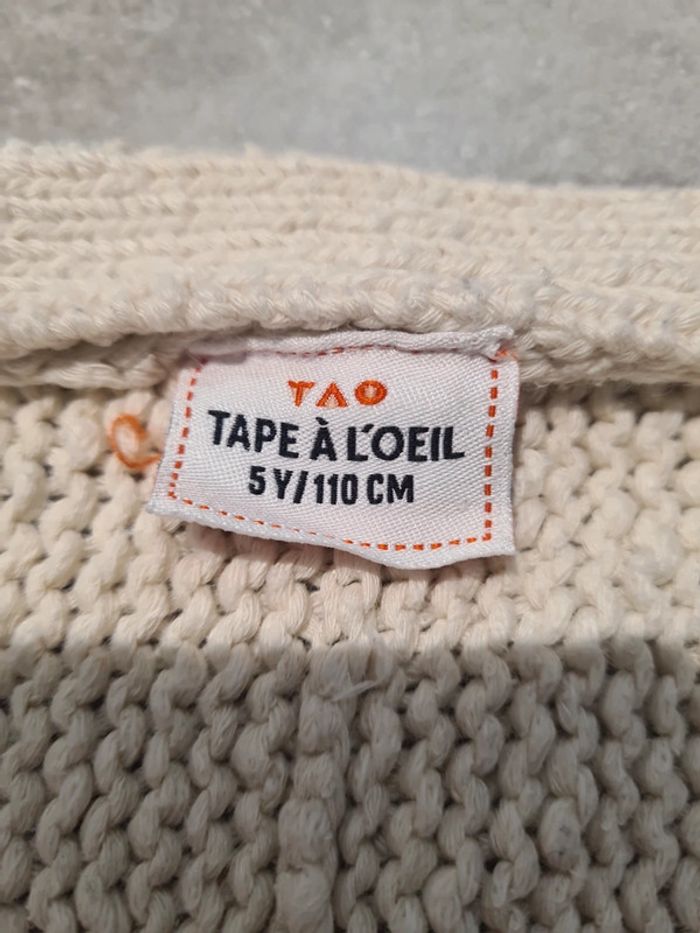 TAO
TAPE À L'OEIL
5 Y/110 CM